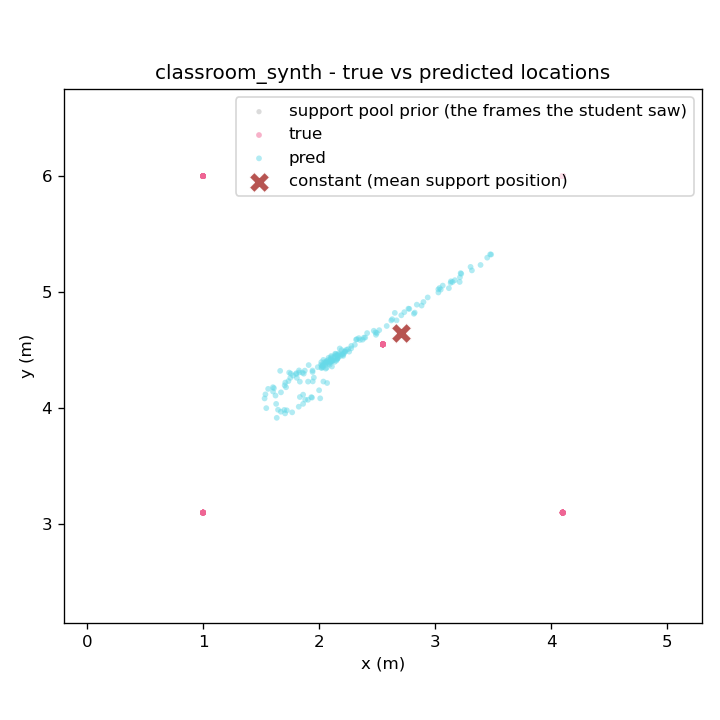 classroom_synth - true vs predicted locations
support pool prior (the frames the student saw)
true
pred
constant (mean support position)
6
5
4
3
y (m)
0 1 2 3 4 5
x (m)